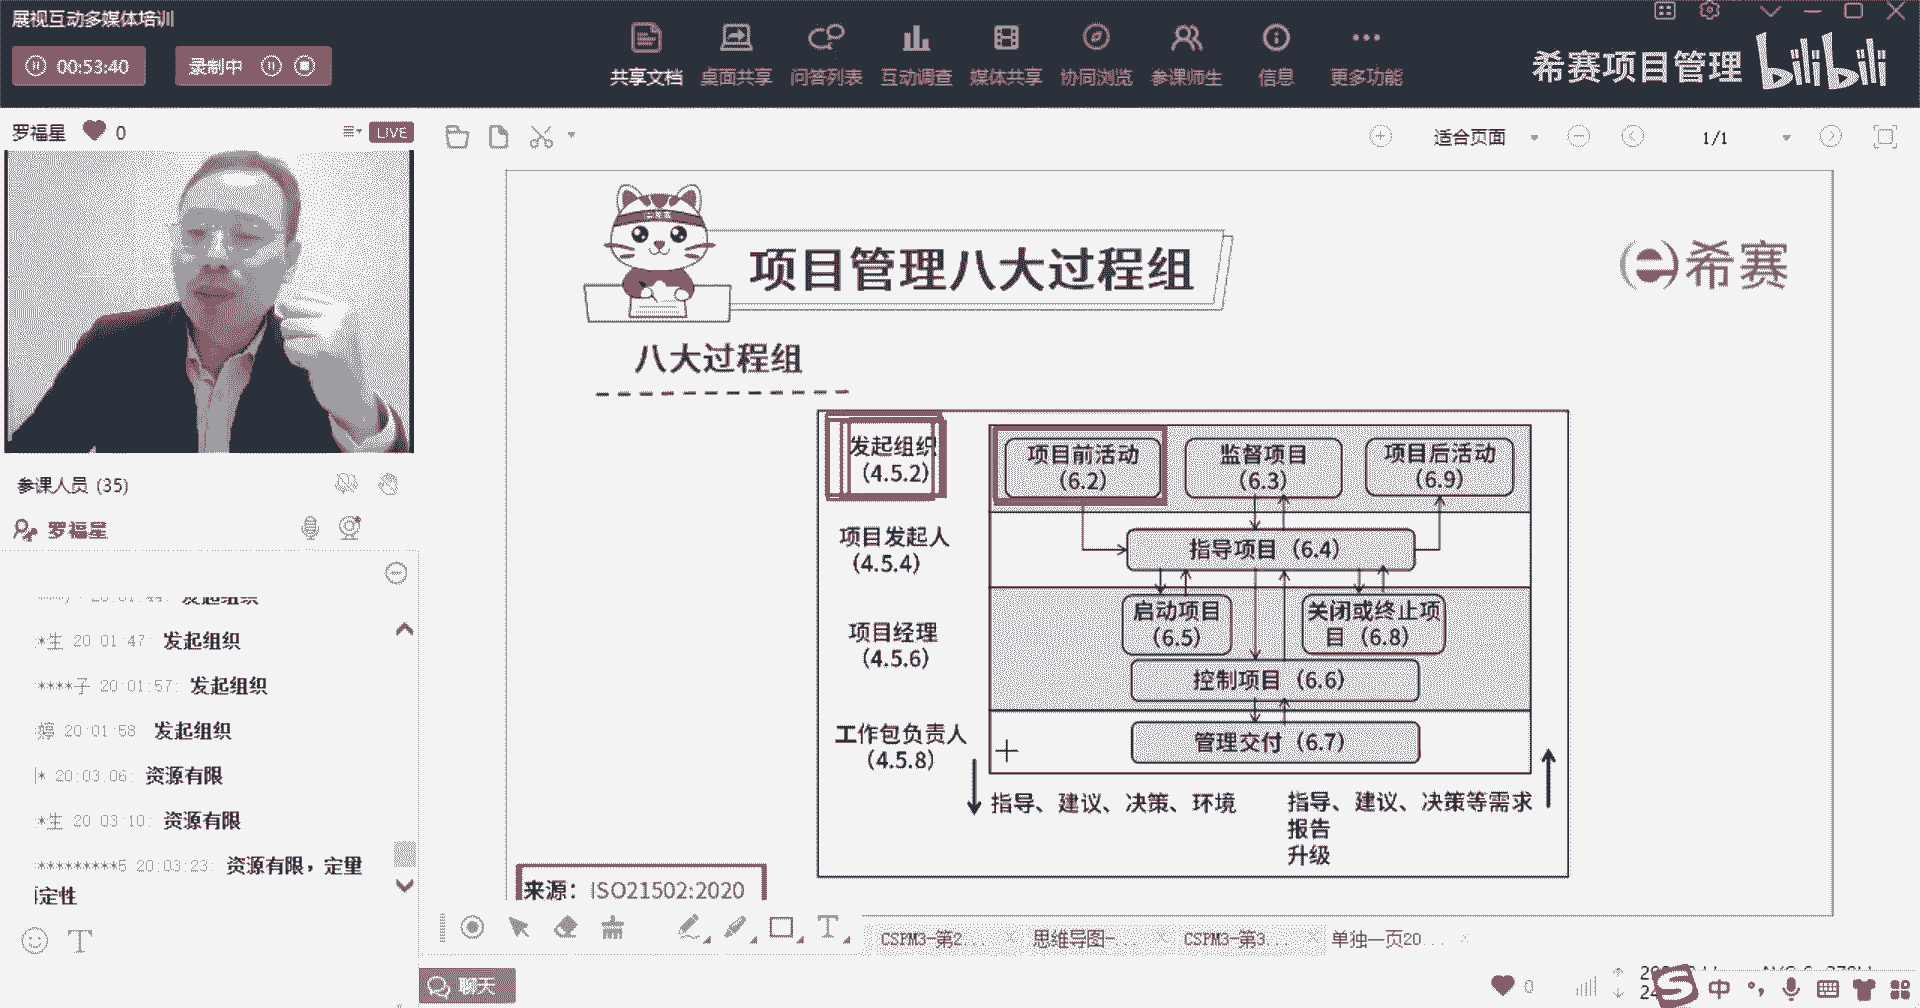 展视互动多媒体培训
00:53:40
录制中
共享文档 桌面共享 问答列表 互动调查 媒体共享 协同浏览 参课师生 信息 更多功能
希赛项目管理 bilibili
罗福星 0
LIVE
适合页面
1/1
项目管理八大过程组
希赛
八大过程组
发起组织
(4.5.2)
项目前活动
(6.2)
监督项目
(6.3)
项目后活动
(6.9)
项目发起人
(4.5.4)
指导项目 (6.4)
项目经理
(4.5.6)
启动项目
(6.5)
关闭或终止项
目 (6.8)
控制项目 (6.6)
工作包负责人
(4.5.8)
管理交付 (6.7)
指导、建议、决策、环境
指导、建议、决策等需求
报告
升级
来源：ISO21502:2020
参课人员 (35)
罗福星
发起组织
*生 20:01:47: 发起组织
****子 20:01:57: 发起组织
婷 20:01:58 发起组织
* 20:03:06: 资源有限
*生 20:03:10: 资源有限
*********5 20:03:23: 资源有限，定量
定性
T
T
CSPM3-第2...
思维导图-...
CSPM3-第3...
单独一页20...
聊天
0
中